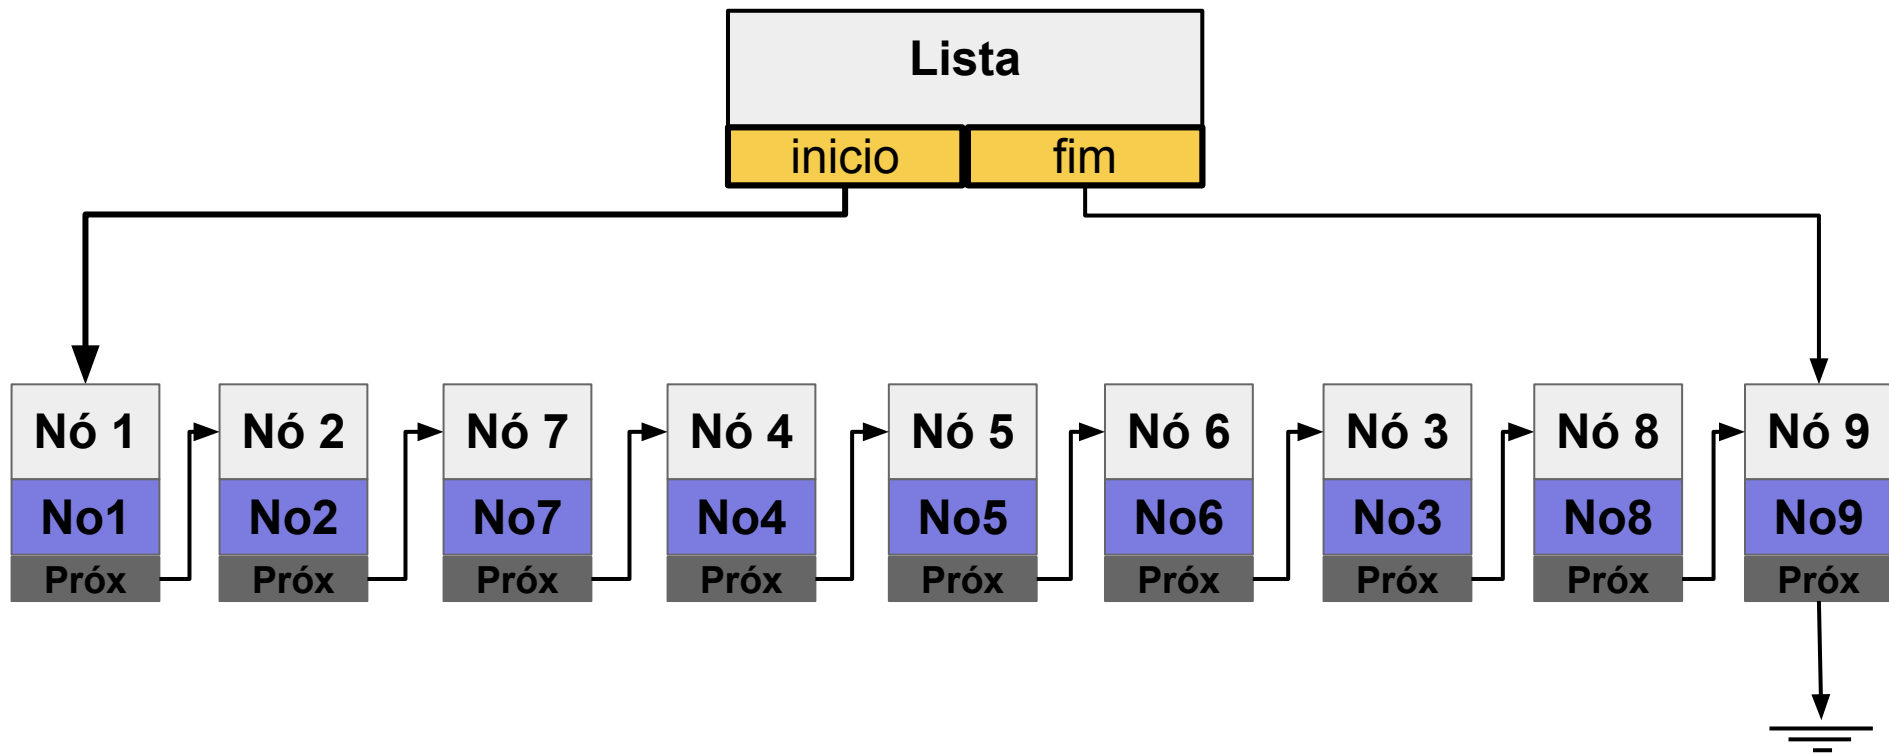 Lista
inicio fim
Nó 1 Nó 2 Nó 7 Nó 4 Nó 5 Nó 6 Nó 3 Nó 8 Nó 9
No1 No2 No7 No4 No5 No6 No3 No8 No9
Próx Próx Próx Próx Próx Próx Próx Próx Próx